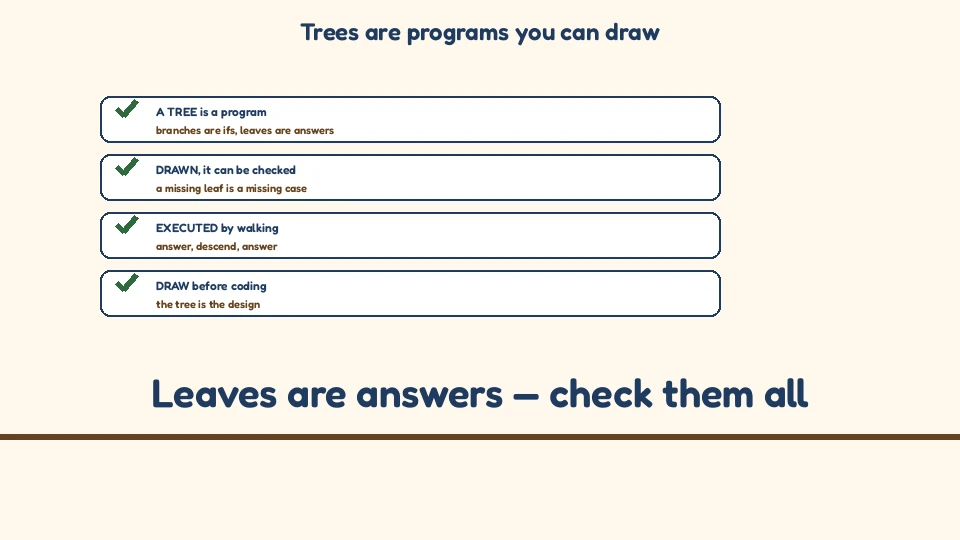 Trees are programs you can draw
A TREE is a program
branches are ifs, leaves are answers
DRAWN, it can be checked
a missing leaf is a missing case
EXECUTED by walking
answer, descend, answer
DRAW before coding
the tree is the design
Leaves are answers — check them all